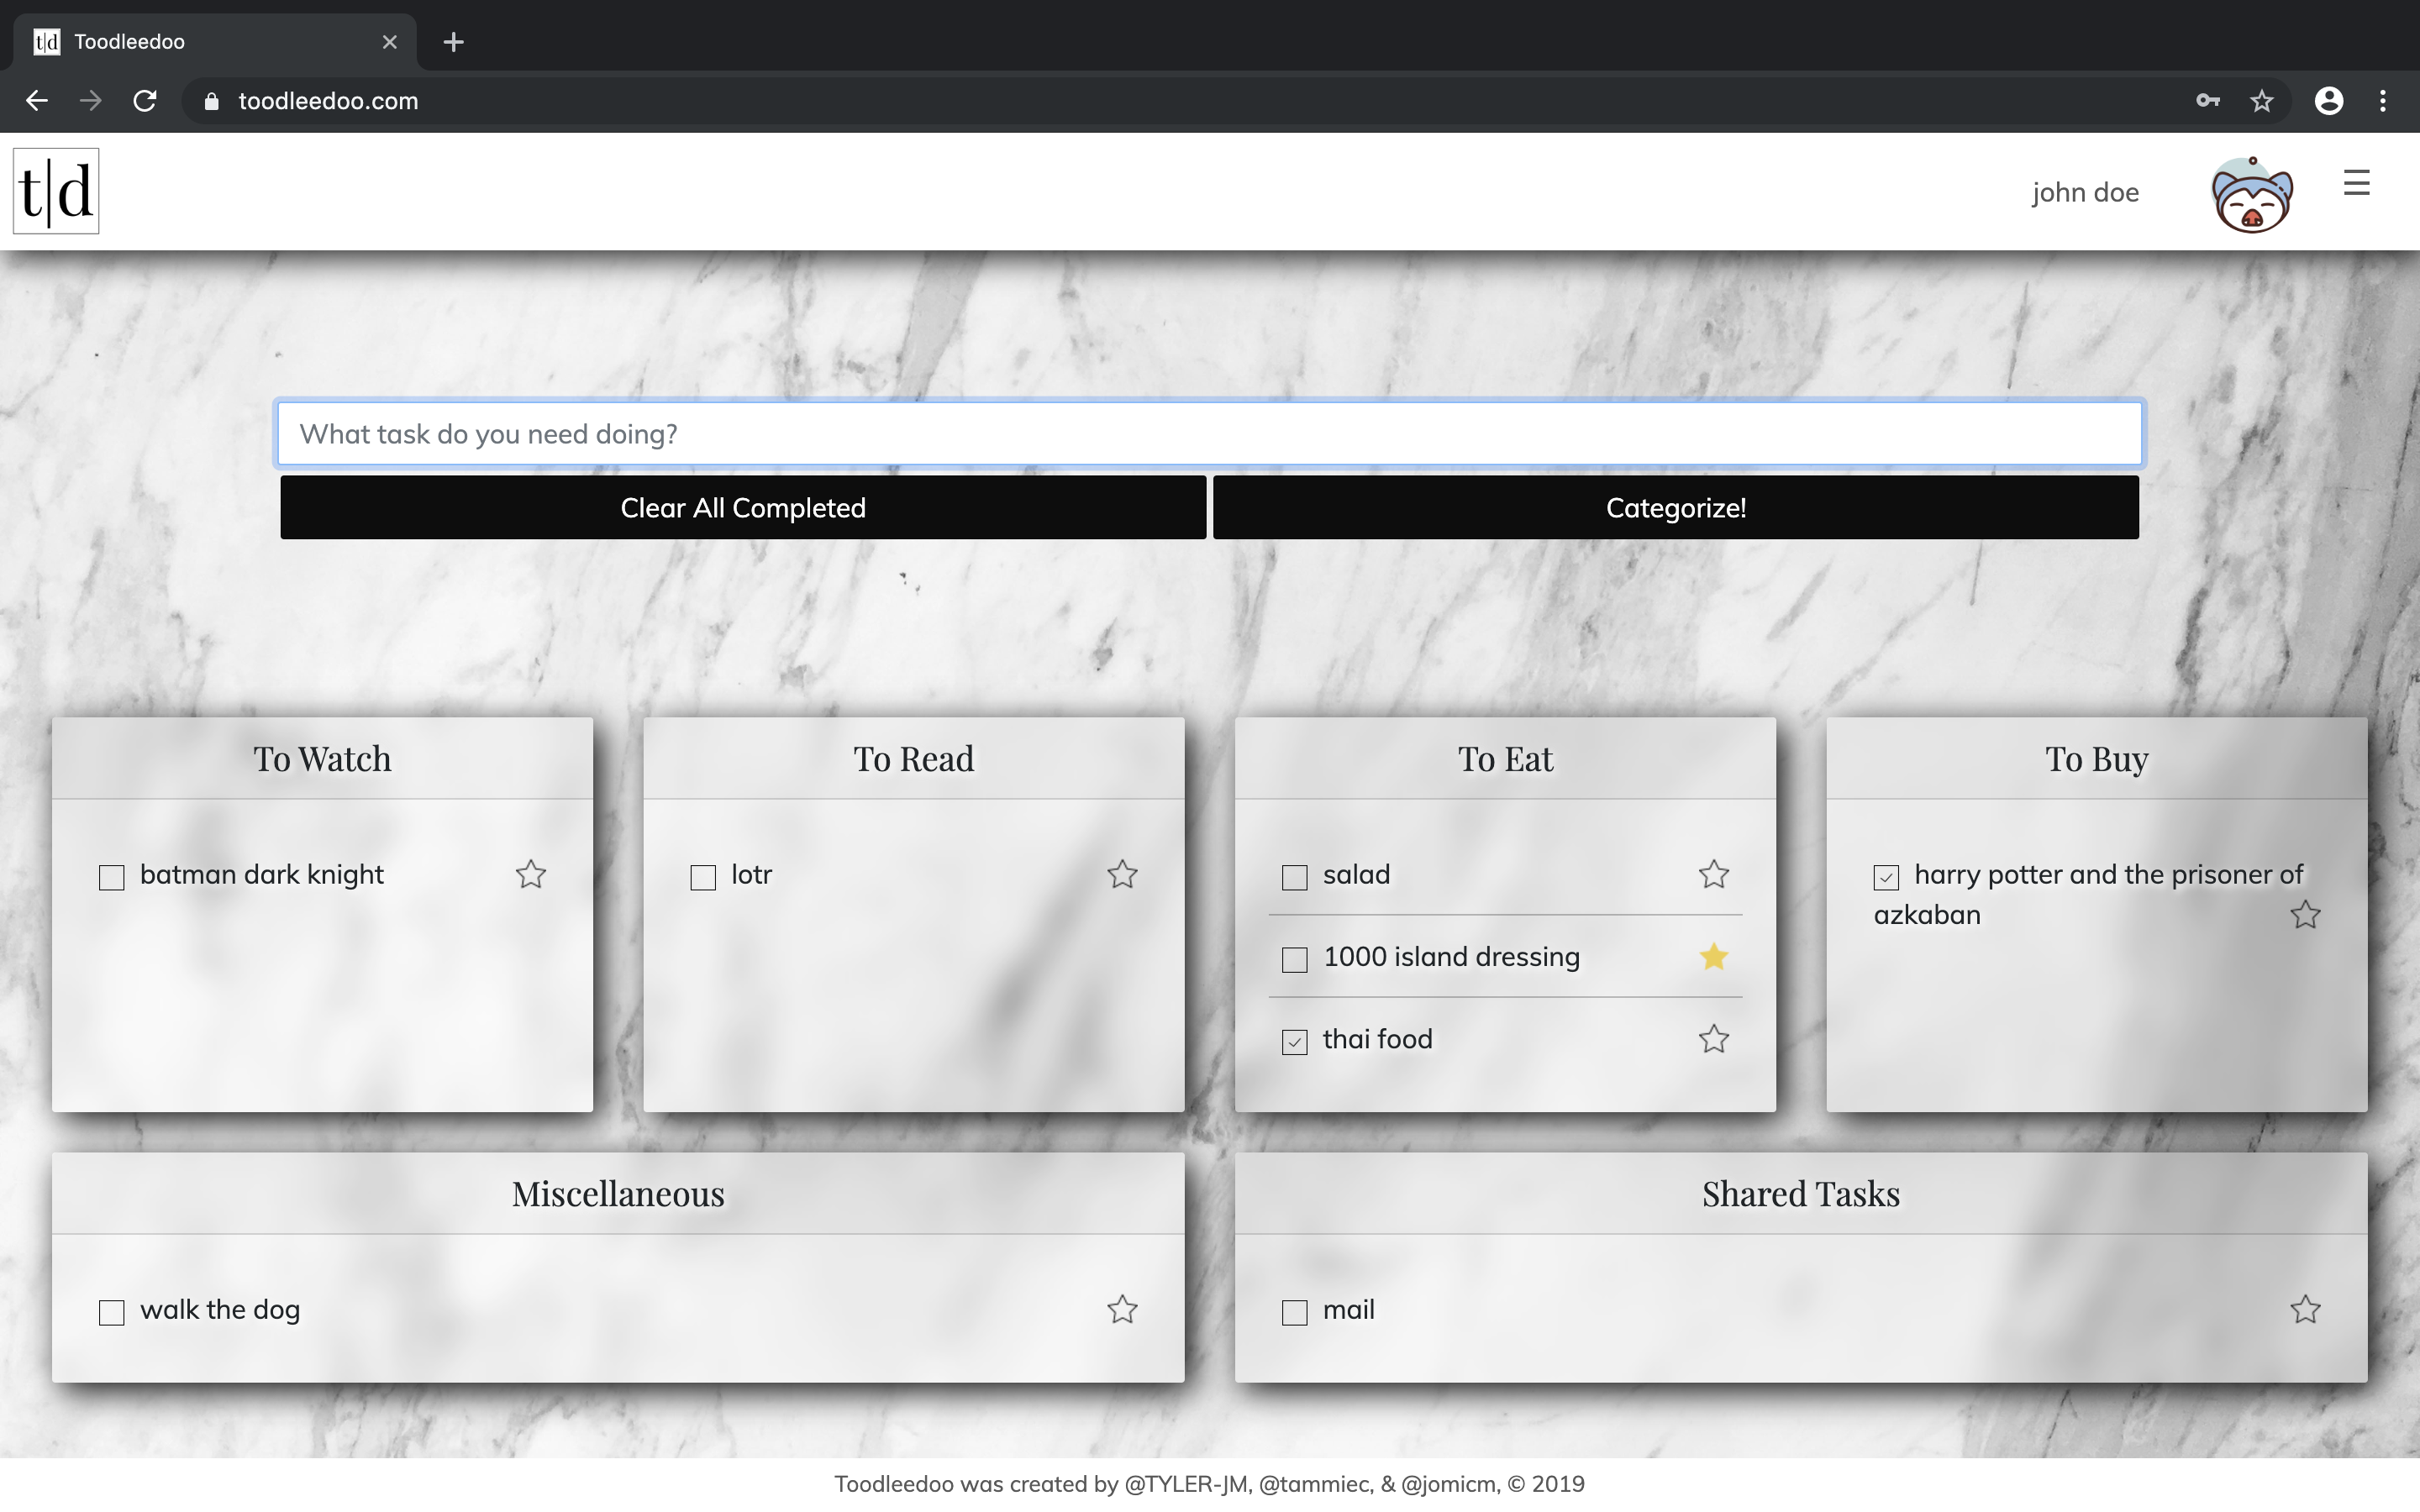 t|d Toodleedoo
toodleedoo.com
t|d
john doe
What task do you need doing?
Clear All Completed
Categorize!
To Watch
batman dark knight
To Read
lotr
To Eat
salad
1000 island dressing
thai food
To Buy
harry potter and the prisoner of
azkaban
Miscellaneous
walk the dog
Shared Tasks
mail
Toodleedoo was created by @TYLER-JM, @tammiec, & @jomicm, © 2019